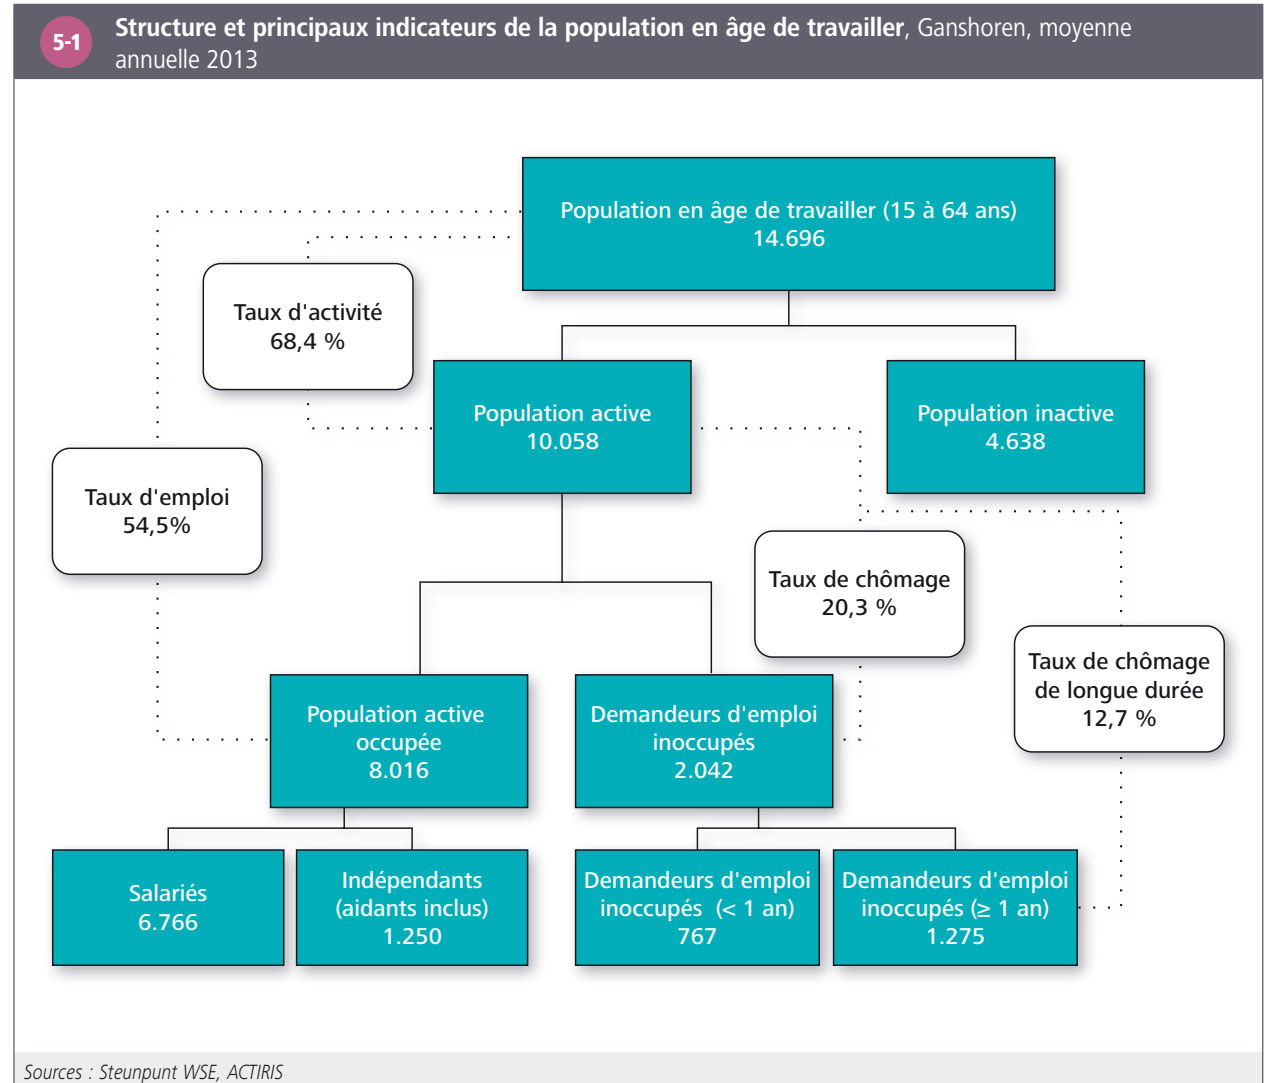 5-1
Structure et principaux indicateurs de la population en âge de travailler, Ganshoren, moyenne
annuelle 2013
Population en âge de travailler (15 à 64 ans)
14.696
Taux d'activité
68,4 %
Population active
10.058
Population inactive
4.638
Taux d'emploi
54,5%
Taux de chômage
20,3 %
Taux de chômage
de longue durée
12,7 %
Population active
occupée
8.016
Demandeurs d'emploi
inoccupés
2.042
Salariés
6.766
Indépendants
(aidants inclus)
1.250
Demandeurs d'emploi
inoccupés (< 1 an)
767
Demandeurs d'emploi
inoccupés (≥ 1 an)
1.275
Sources : Steunpunt WSE, ACTIRIS